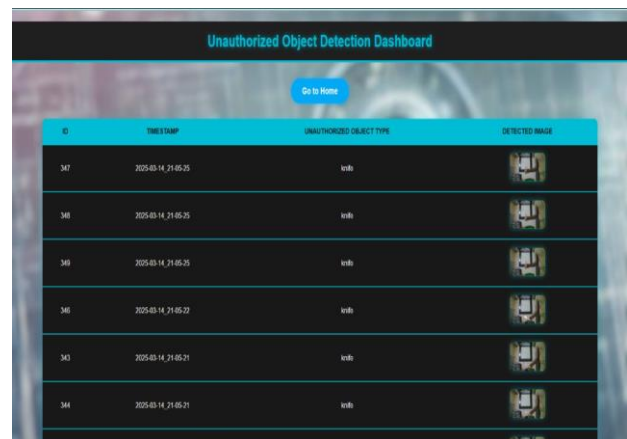 Unauthorized Object Detection Dashboard
Go to Home
ID TIMESTAMP UNAUTHORIZED OBJECT TYPE DETECTED IMAGE
347 2025-03-14_21-05-25 knife
348 2025-03-14_21-05-25 knife
349 2025-03-14_21-05-25 knife
346 2025-03-14_21-05-22 knife
343 2025-03-14_21-05-21 knife
344 2025-03-14_21-05-21 knife